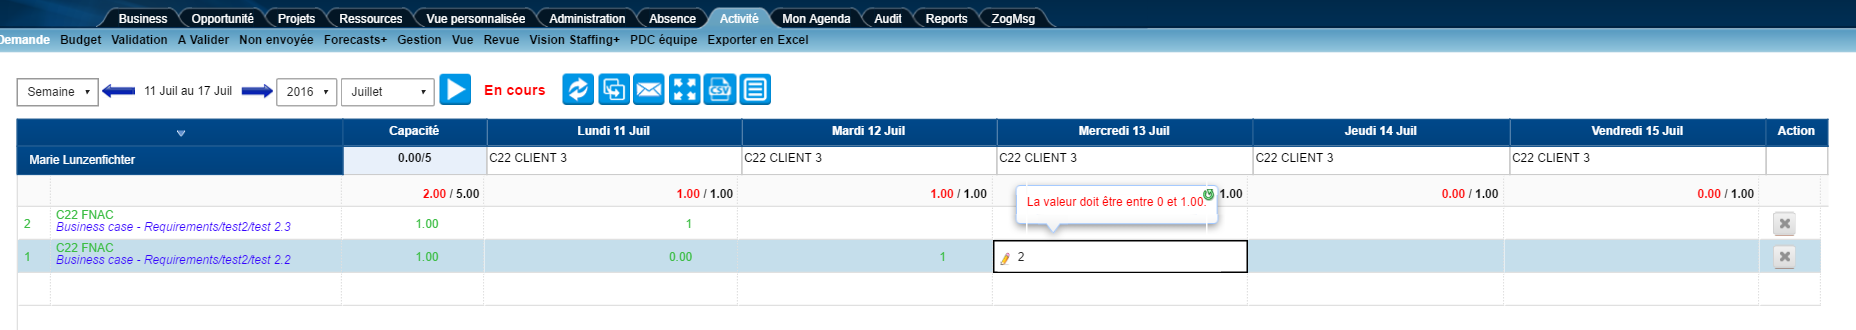 Business Opportunité Projets Ressources Vue personnalisée Administration Absence Activité Mon Agenda Audit Reports ZogMsg
Demande Budget Validation A Valider Non envoyée Forecasts+ Gestion Vue Revue Vision Staffing+ PDC équipe Exporter en Excel
Semaine 11 Juil au 17 Juil 2016 Juillet En cours CSV
Capacité Lundi 11 Juil Mardi 12 Juil Mercredi 13 Juil Jeudi 14 Juil Vendredi 15 Juil Action
Marie Lunzenfichter 0.00/5 C22 CLIENT 3 C22 CLIENT 3 C22 CLIENT 3 C22 CLIENT 3 C22 CLIENT 3
2.00 / 5.00 1.00 / 1.00 1.00 / 1.00 1.00 0.00 / 1.00 0.00 / 1.00
La valeur doit être entre 0 et 1.00.
C22 FNAC
2 Business case - Requirements/test2/test 2.3 1.00 1
C22 FNAC
1 Business case - Requirements/test2/test 2.2 1.00 0.00 1 2